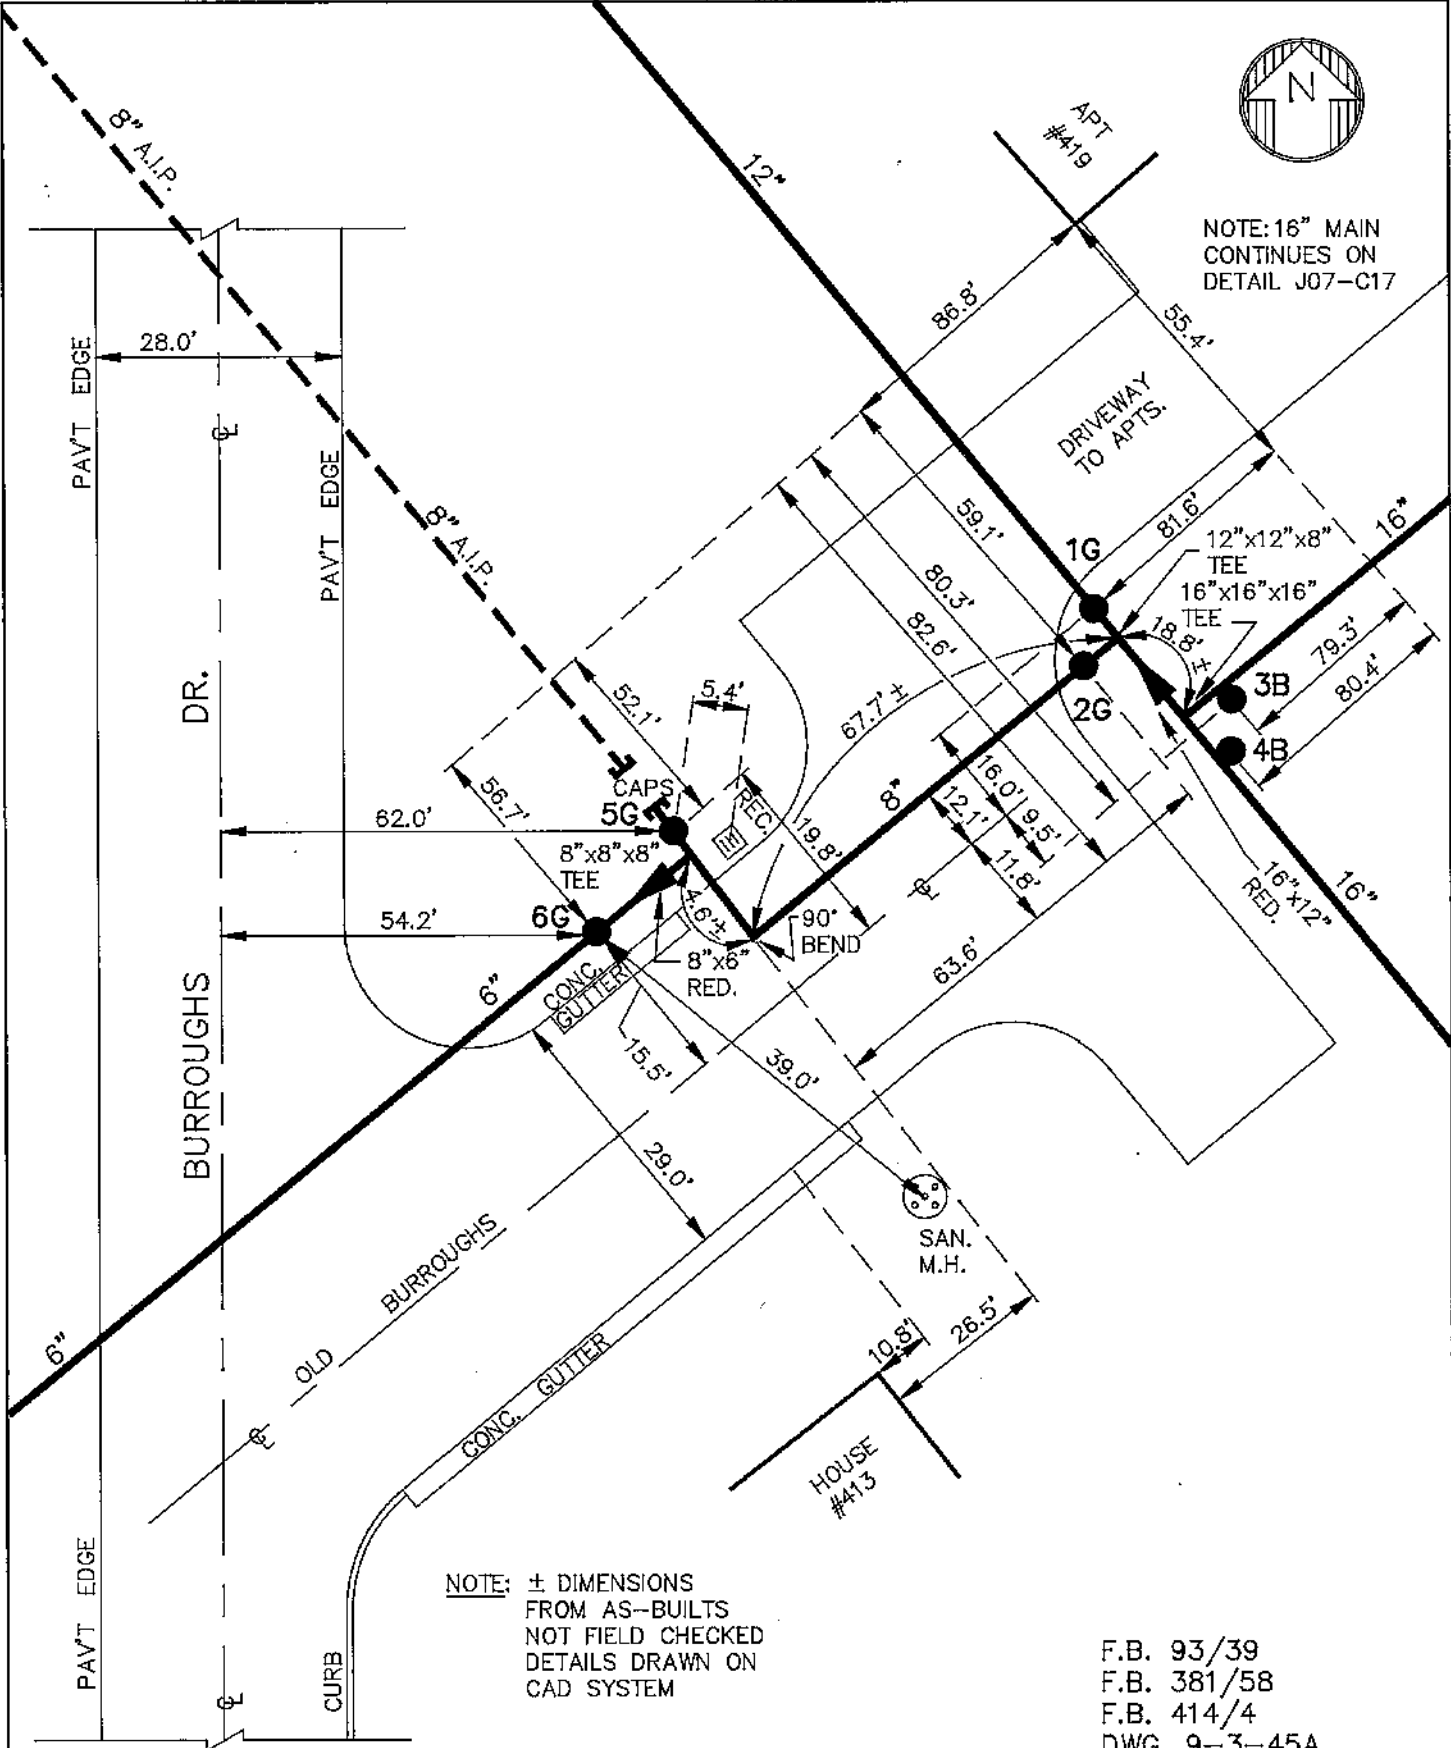 N
APT
#419
NOTE: 16" MAIN
CONTINUES ON
DETAIL J07-C17
8" A.I.P.
12"
28.0'
86.8'
55.4'
PAV'T EDGE
PAV'T EDGE
DRIVEWAY
TO APTS.
8" A.I.P.
59.1'
80.3'
82.6'
1G
81.6'
12"x12"x8"
TEE
16"x16"x16"
TEE
16"
18.8' ±
79.3'
80.4'
3B
4B
2G
67.7' ±
52.1'
5.4'
56.7'
CAPS
REC.
5G
62.0'
8"
16.0'
9.5'
12.1'
11.8'
19.8'
8"x8"x8"
TEE
6G
54.2'
4.6' ±
90°
BEND
8"x6"
RED.
16"x12"
RED.
16"
63.6'
CONC.
GUTTER
6"
15.5'
39.0'
29.0'
BURROUGHS DR.
SAN.
M.H.
OLD BURROUGHS
6"
10.8'
26.5'
CONC. GUTTER
HOUSE
#413
PAV'T EDGE
CURB
NOTE: ± DIMENSIONS
FROM AS-BUILTS
NOT FIELD CHECKED
DETAILS DRAWN ON
CAD SYSTEM
F.B. 93/39
F.B. 381/58
F.B. 414/4
DWG. 9-3-45A